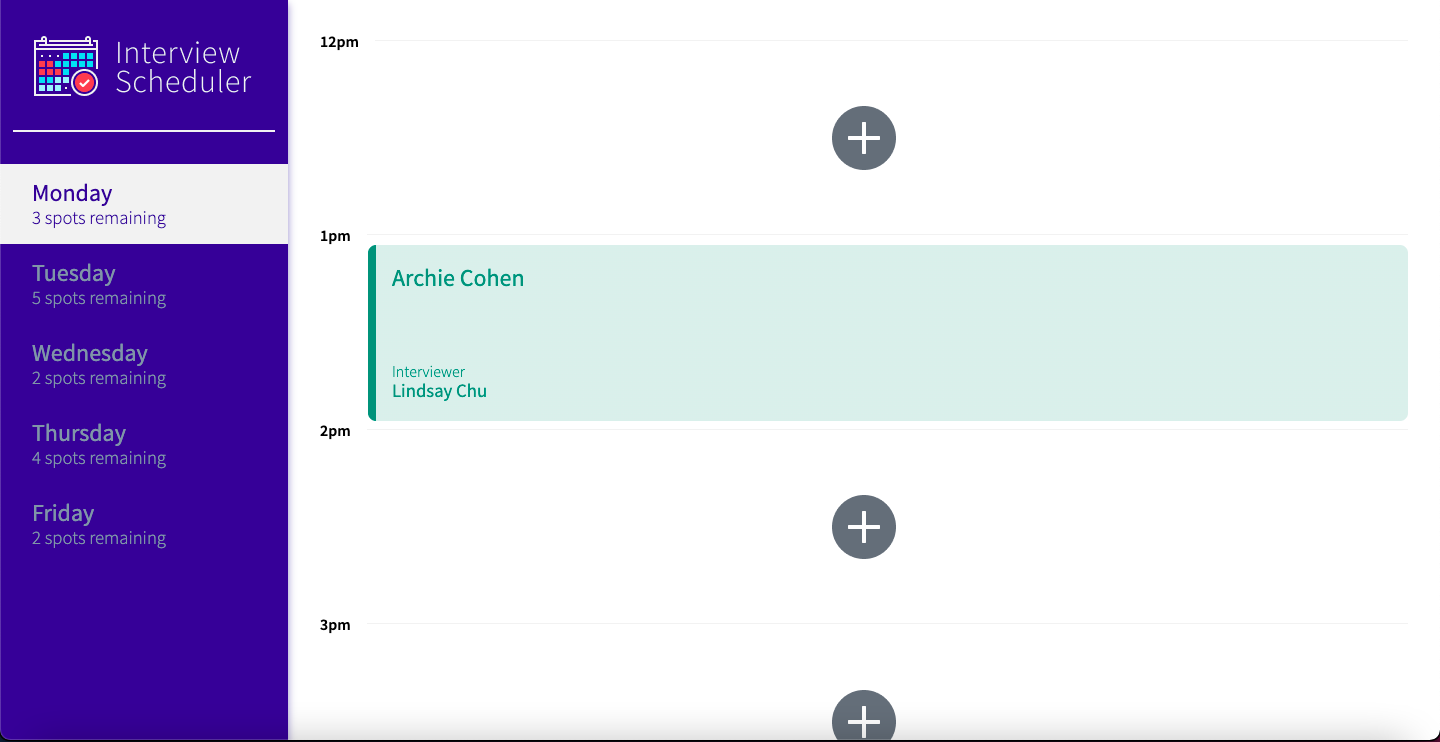 Interview
Scheduler
Monday
3 spots remaining
Tuesday
5 spots remaining
Wednesday
2 spots remaining
Thursday
4 spots remaining
Friday
2 spots remaining
12pm
1pm
Archie Cohen
Interviewer
Lindsay Chu
2pm
3pm